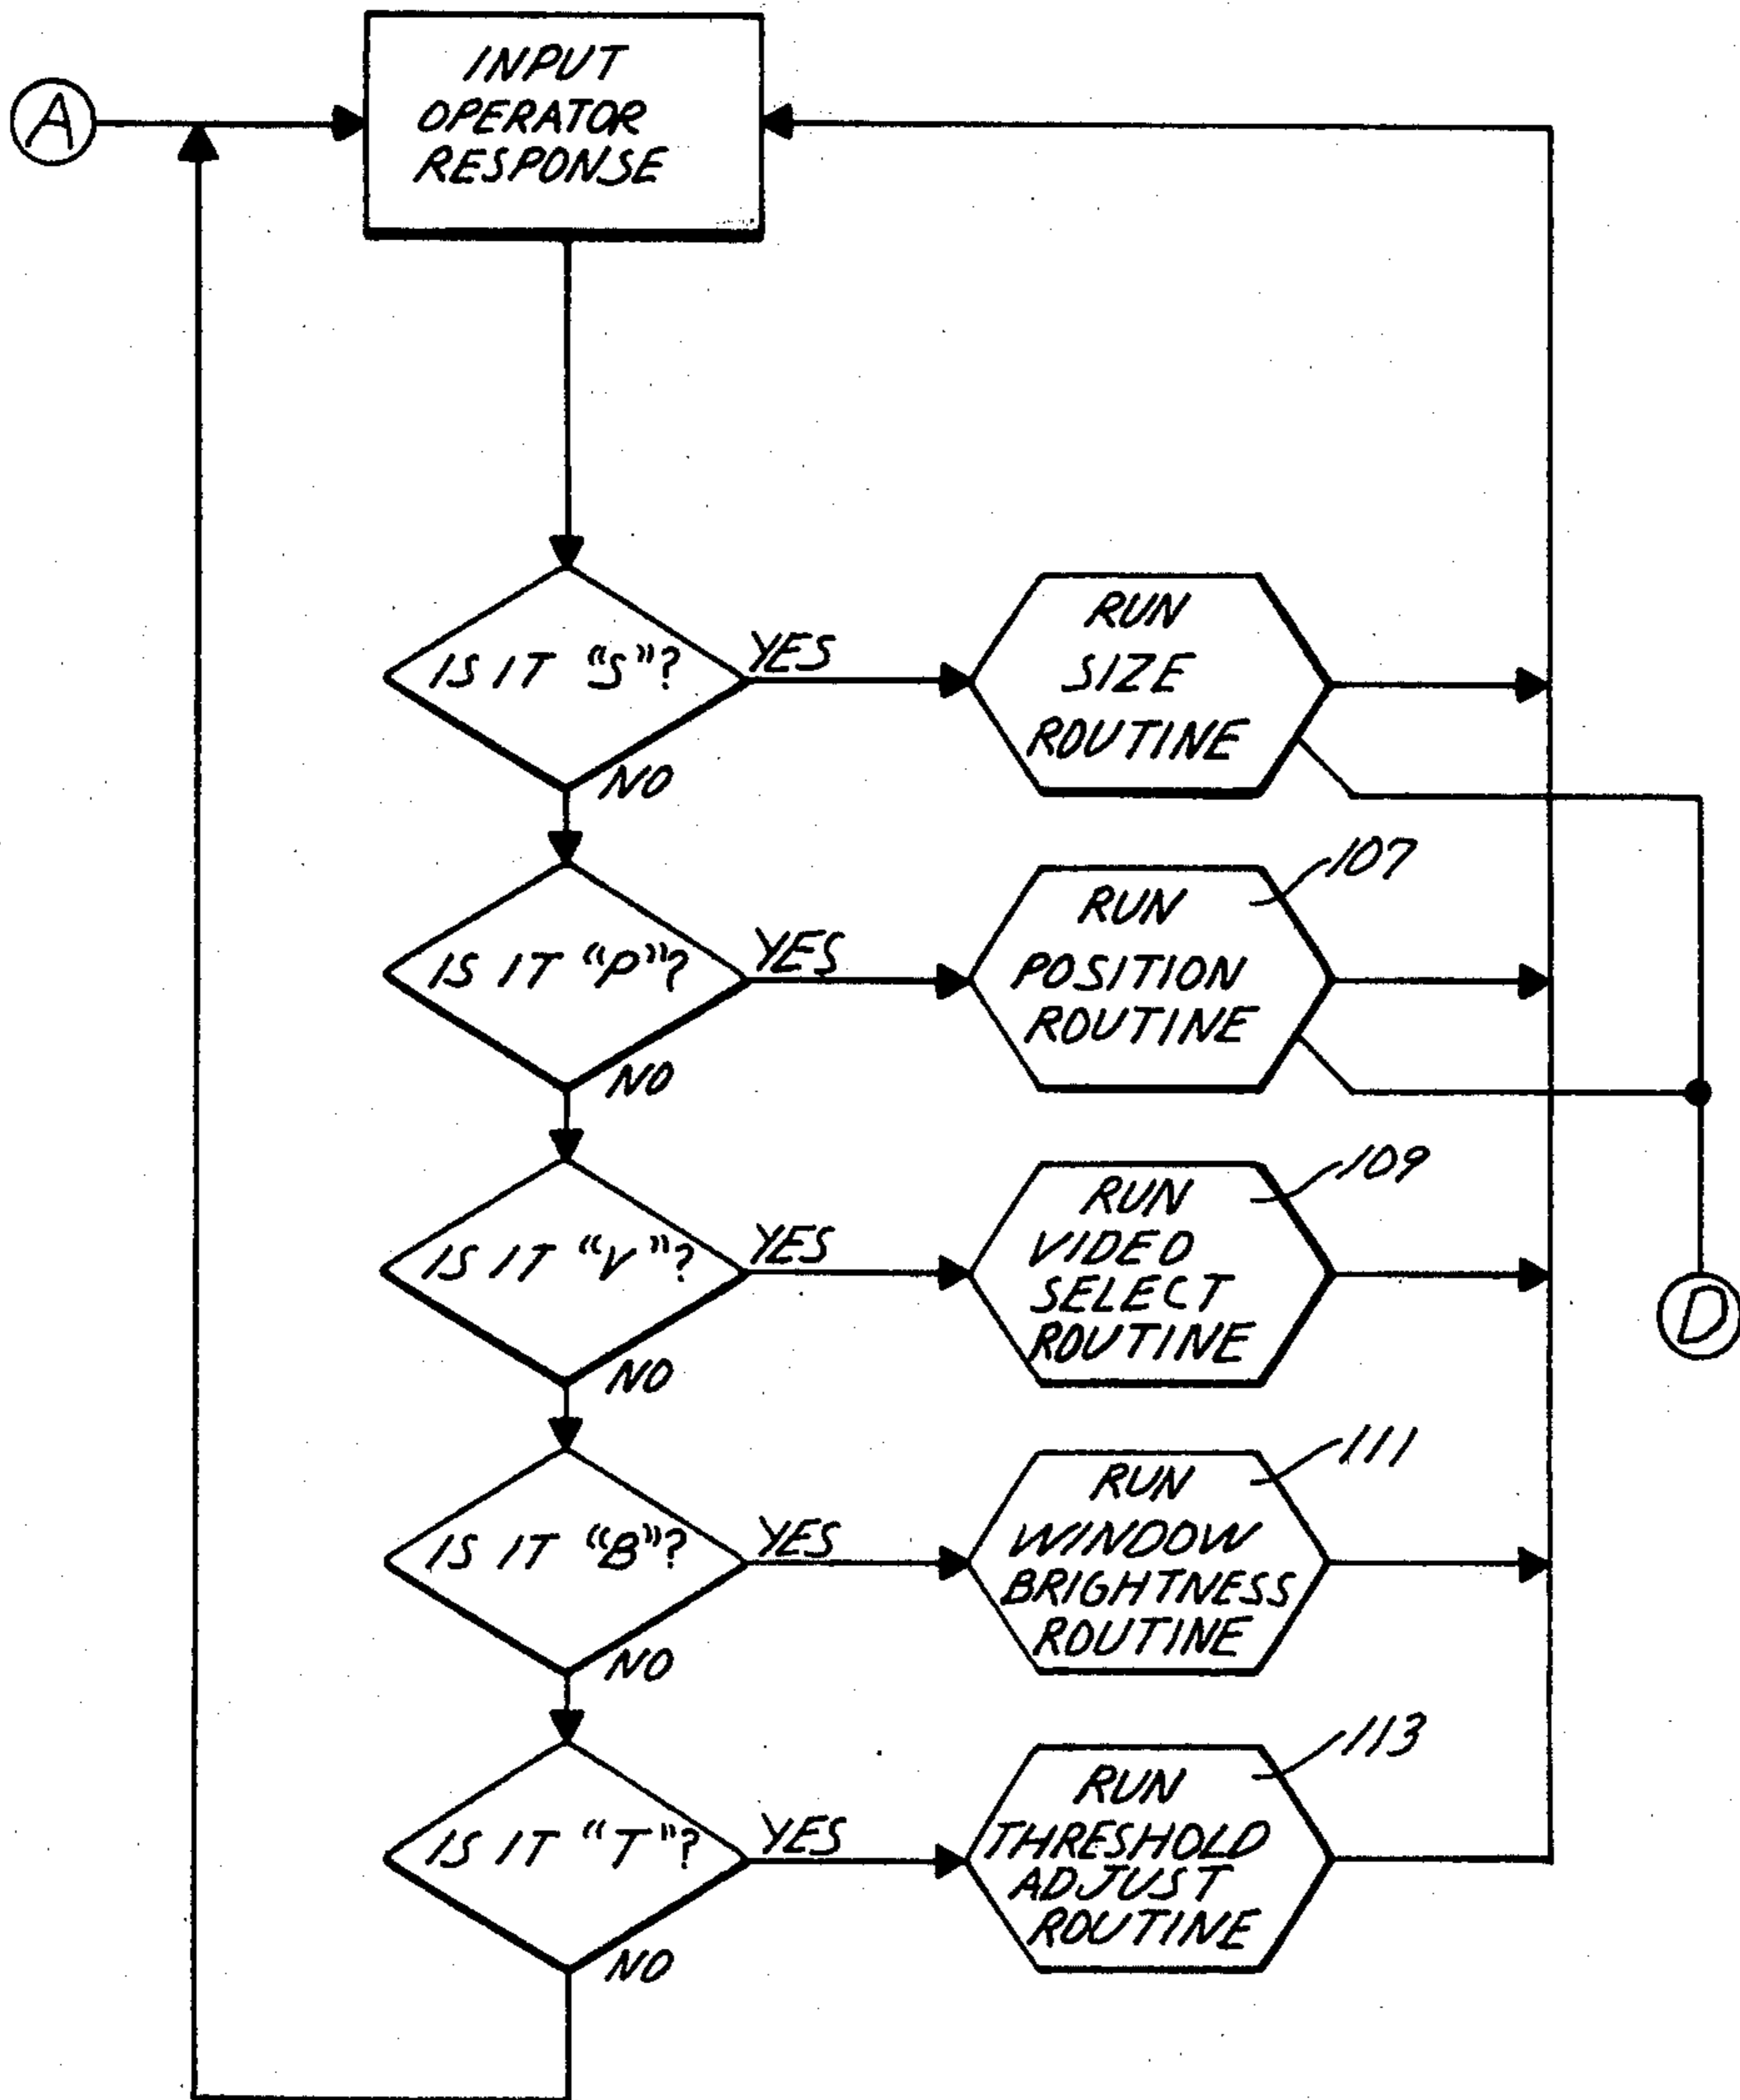 A
INPUT
OPERATOR
RESPONSE
IS IT "S"?
YES
NO
RUN
SIZE
ROUTINE
IS IT "P"?
YES
NO
RUN
POSITION
ROUTINE
107
IS IT "V"?
YES
NO
RUN
VIDEO
SELECT
ROUTINE
109
D
IS IT "B"?
YES
NO
RUN
WINDOW
BRIGHTNESS
ROUTINE
111
IS IT "T"?
YES
NO
RUN
THRESHOLD
ADJUST
ROUTINE
113